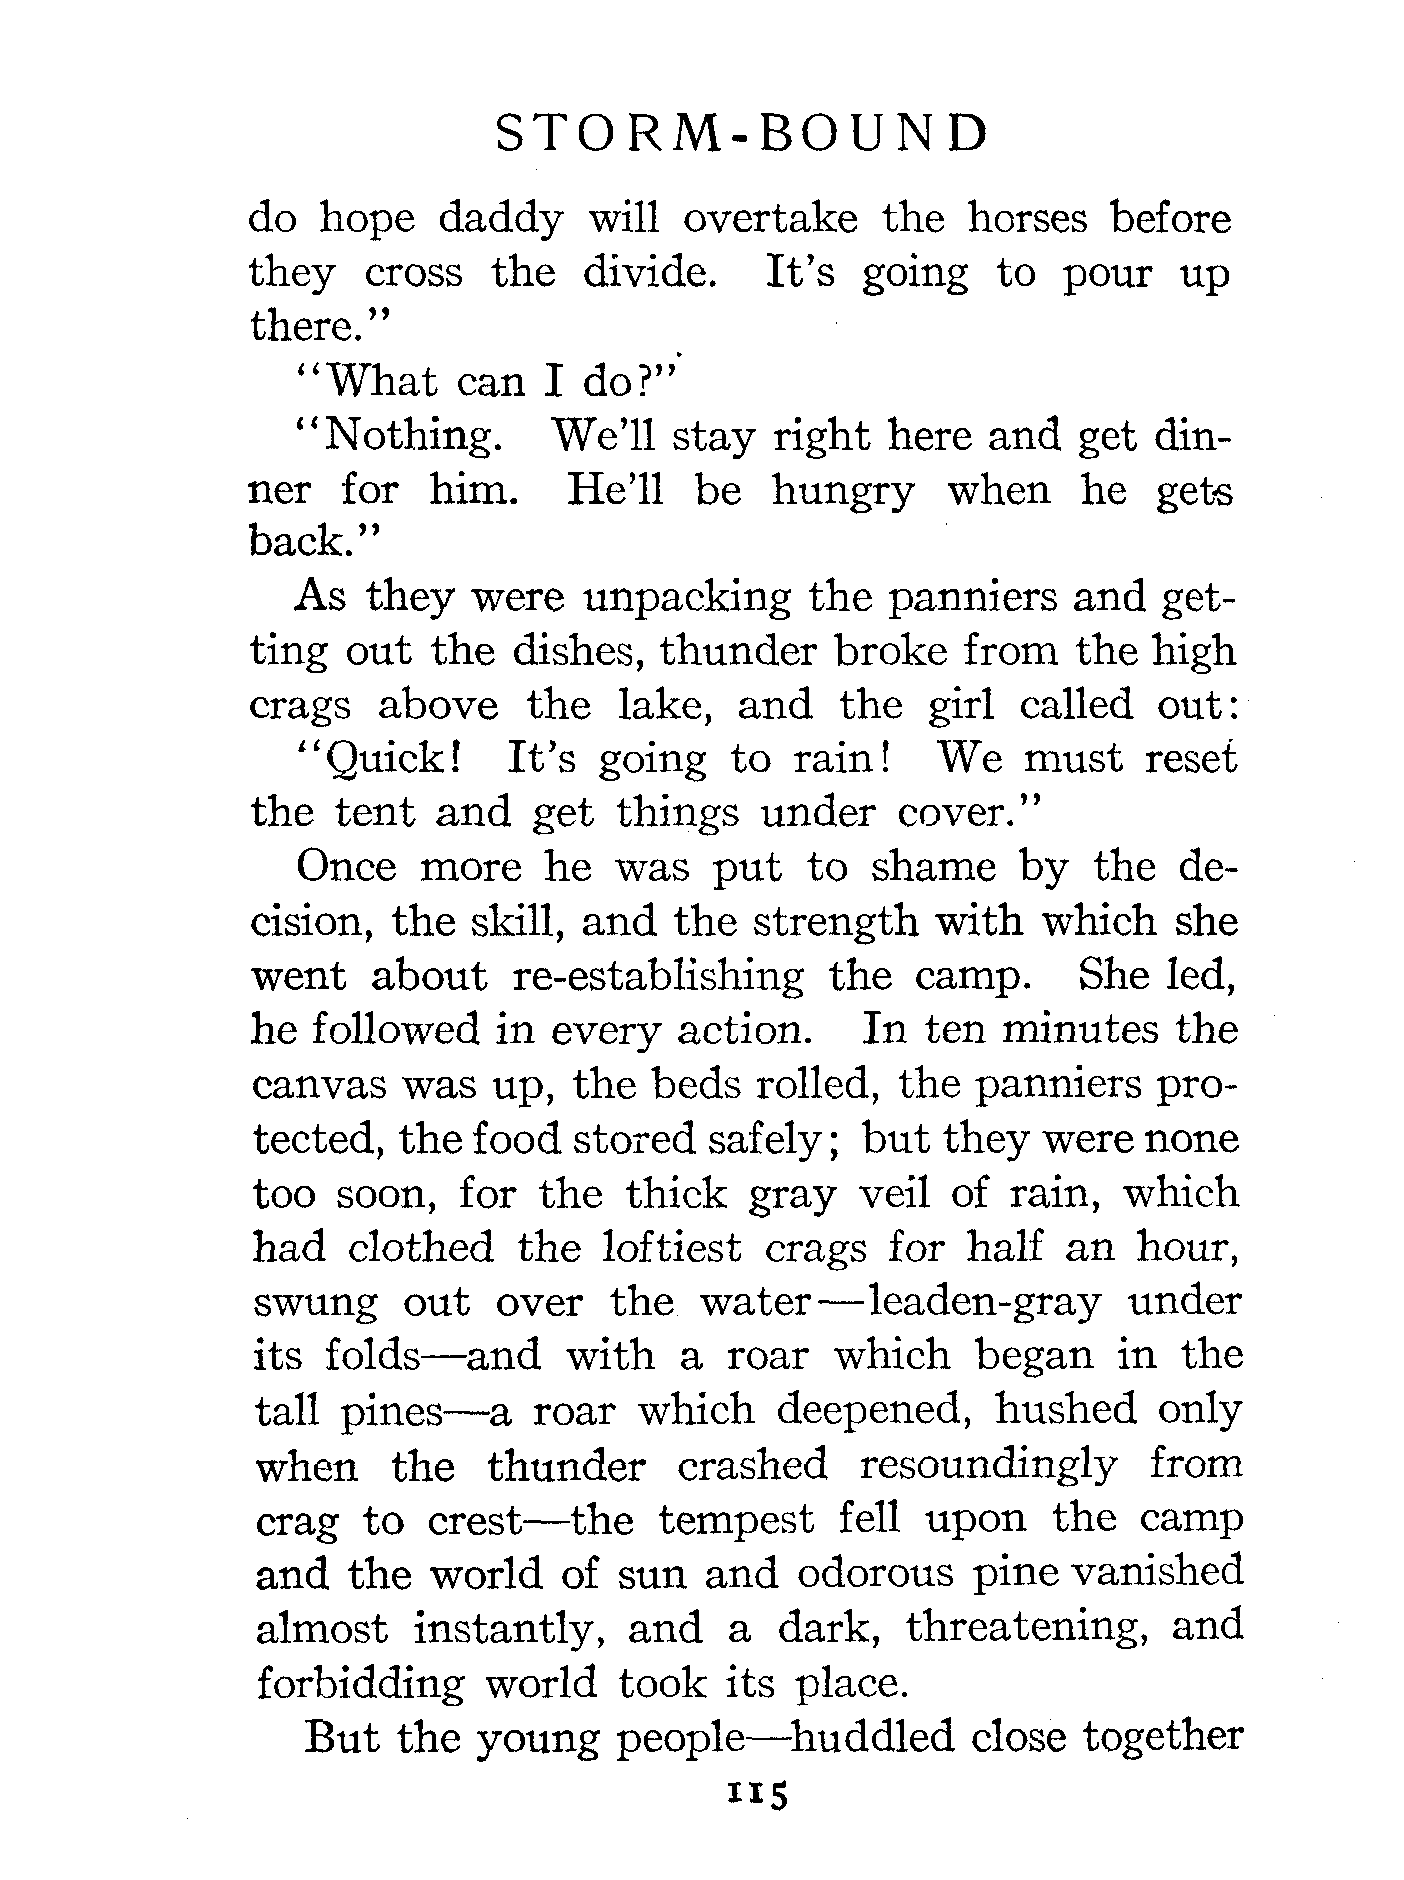 STORM-BOUND
do hope daddy will overtake the horses before
they cross the divide. It's going to pour up
there."
"What can I do?"
"Nothing. We'll stay right here and get din-
ner for him. He'll be hungry when he gets
back."
As they were unpacking the panniers and get-
ting out the dishes, thunder broke from the high
crags above the lake, and the girl called out:
"Quick! It's going to rain! We must reset
the tent and get things under cover."
Once more he was put to shame by the de-
cision, the skill, and the strength with which she
went about re-establishing the camp. She led,
he followed in every action. In ten minutes the
canvas was up, the beds rolled, the panniers pro-
tected, the food stored safely; but they were none
too soon, for the thick gray veil of rain, which
had clothed the loftiest crags for half an hour,
swung out over the water—leaden-gray under
its folds—and with a roar which began in the
tall pines—a roar which deepened, hushed only
when the thunder crashed resoundingly from
crag to crest—the tempest fell upon the camp
and the world of sun and odorous pine vanished
almost instantly, and a dark, threatening, and
forbidding world took its place.
But the young people—huddled close together
115